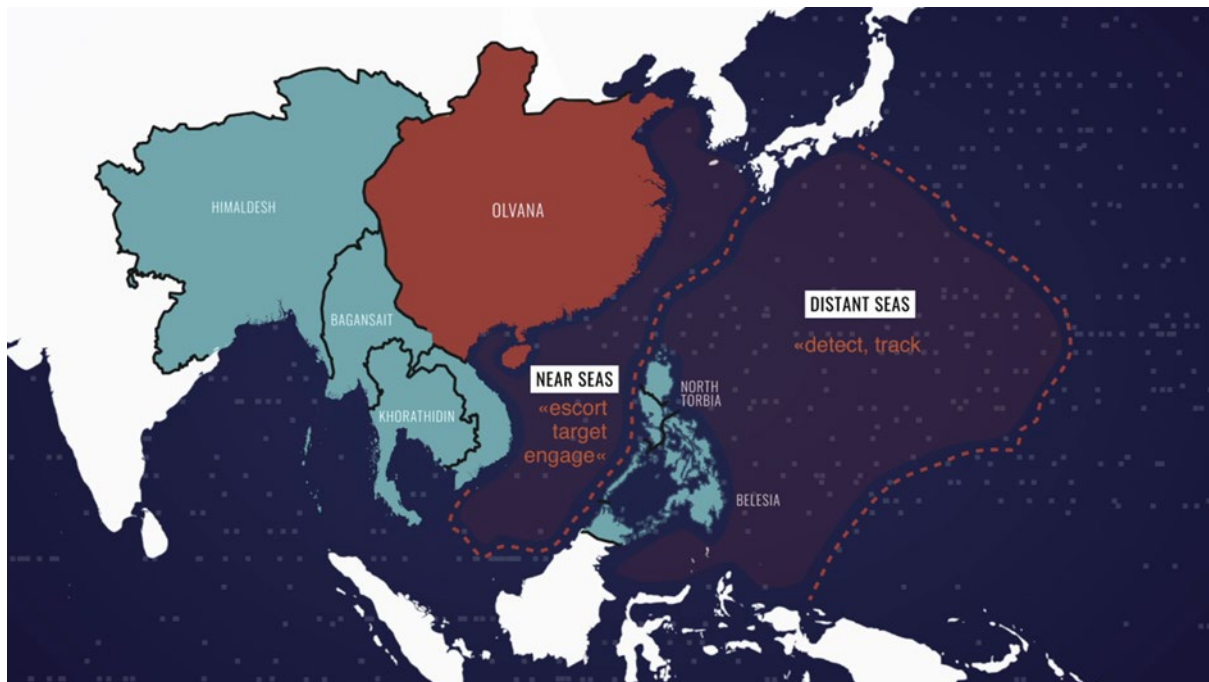 HIMALDESH
OLVANA
BAGANSAIT
KHORATHIDIN
NEAR SEAS
«escort
target
engage«
NORTH
TORBIA
BELESIA
DISTANT SEAS
«detect, track